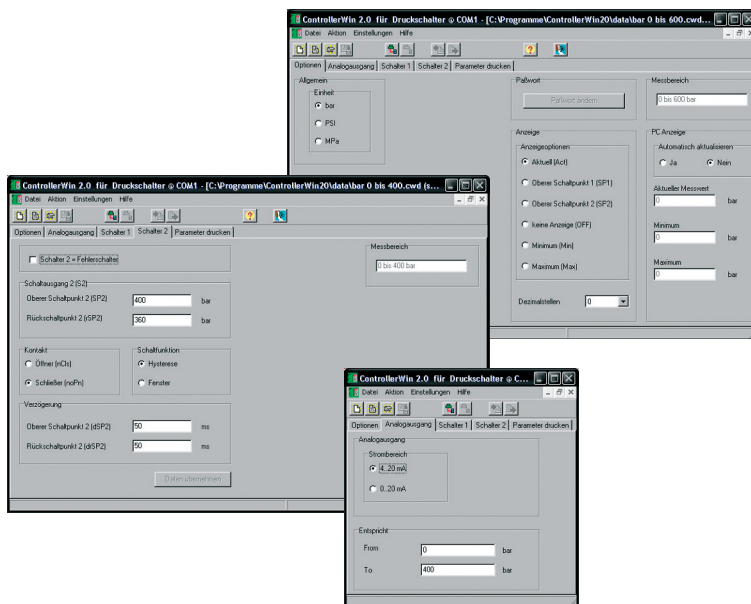 ControllerWin 2.0 für Druckschalter @ COM1 - [C:\Programme\ControllerWin20\data\bar 0 bis 600.cwd...
Datei Aktion Einstellungen Hilfe
Optionen Analogausgang Schalter 1 Schalter 2 Parameter drucken
Allgemein
Einheit
bar
PSI
MPa
Paßwort
Paßwort ändern
Messbereich
0 bis 600 bar
Anzeige
Anzeigeoptionen
Aktuell (Act)
Oberer Schaltpunkt 1 (SP1)
Oberer Schaltpunkt 2 (SP2)
keine Anzeige (OFF)
Minimum (Min)
Maximum (Max)
Dezimalstellen 0
PC Anzeige
Automatisch aktualisieren
Ja Nein
Aktueller Messwert
0 bar
Minimum
0 bar
Maximum
0 bar
ControllerWin 2.0 für Druckschalter @ COM1 - [C:\Programme\ControllerWin20\data\bar 0 bis 400.cwd (s...
Datei Aktion Einstellungen Hilfe
Optionen Analogausgang Schalter 1 Schalter 2 Parameter drucken
Schalter 2 = Fehlerschalter
Messbereich
0 bis 400 bar
Schaltausgang 2 (S2)
Oberer Schaltpunkt 2 (SP2) 400 bar
Rückschaltpunkt 2 (rSP2) 360 bar
Kontakt
Öffner (nCls)
Schließer (noPn)
Schaltfunktion
Hysterese
Fenster
Verzögerung
Oberer Schaltpunkt 2 (dSP2) 50 ms
Rückschaltpunkt 2 (drSP2) 50 ms
Daten übernehmen
ControllerWin 2.0 für Druckschalter @ C...
Datei Aktion Einstellungen Hilfe
Optionen Analogausgang Schalter 1 Schalter 2 Parameter drucken
Analogausgang
Strombereich
4..20 mA
0..20 mA
Entspricht
From 0 bar
To 400 bar